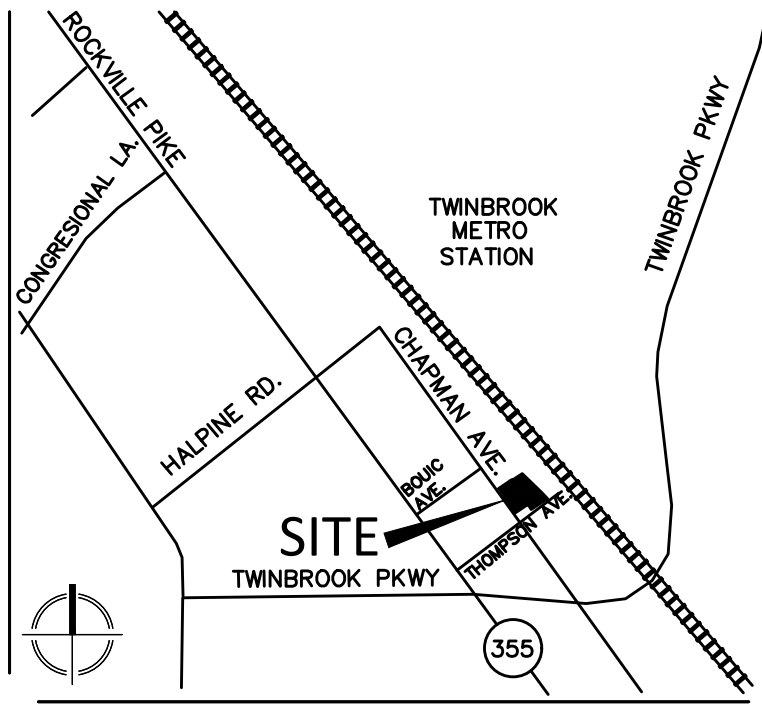 ROCKVILLE PIKE
CONGRESIONAL LA.
TWINBROOK PKWY
TWINBROOK
METRO
STATION
CHAPMAN AVE.
HALPINE RD.
BOUIC
AVE.
SITE
THOMPSON AVE.
TWINBROOK PKWY
355